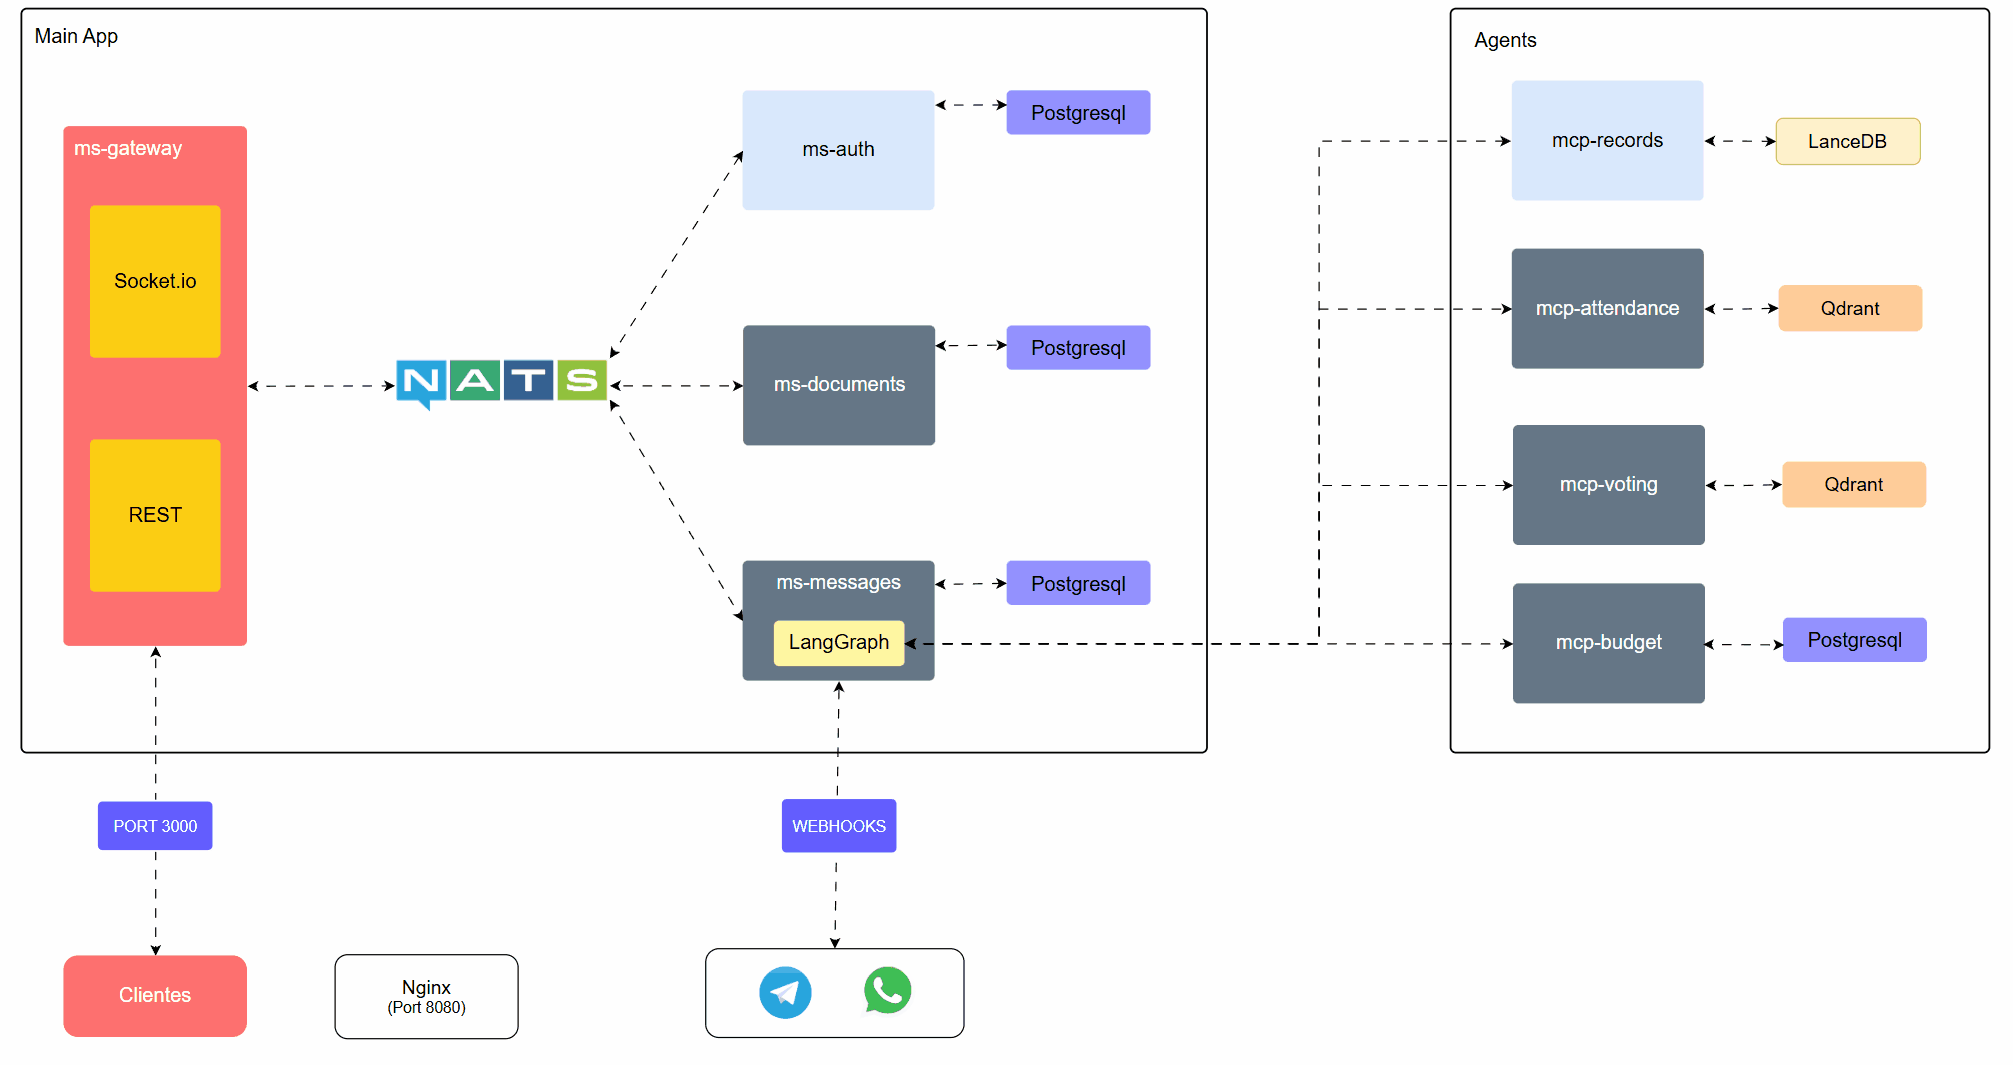 Main App
ms-gateway
Socket.io
REST
NATS
ms-auth
Postgresql
ms-documents
Postgresql
ms-messages
LangGraph
Postgresql
Agents
mcp-records
LanceDB
mcp-attendance
Qdrant
mcp-voting
Qdrant
mcp-budget
Postgresql
PORT 3000
WEBHOOKS
Clientes
Nginx
(Port 8080)